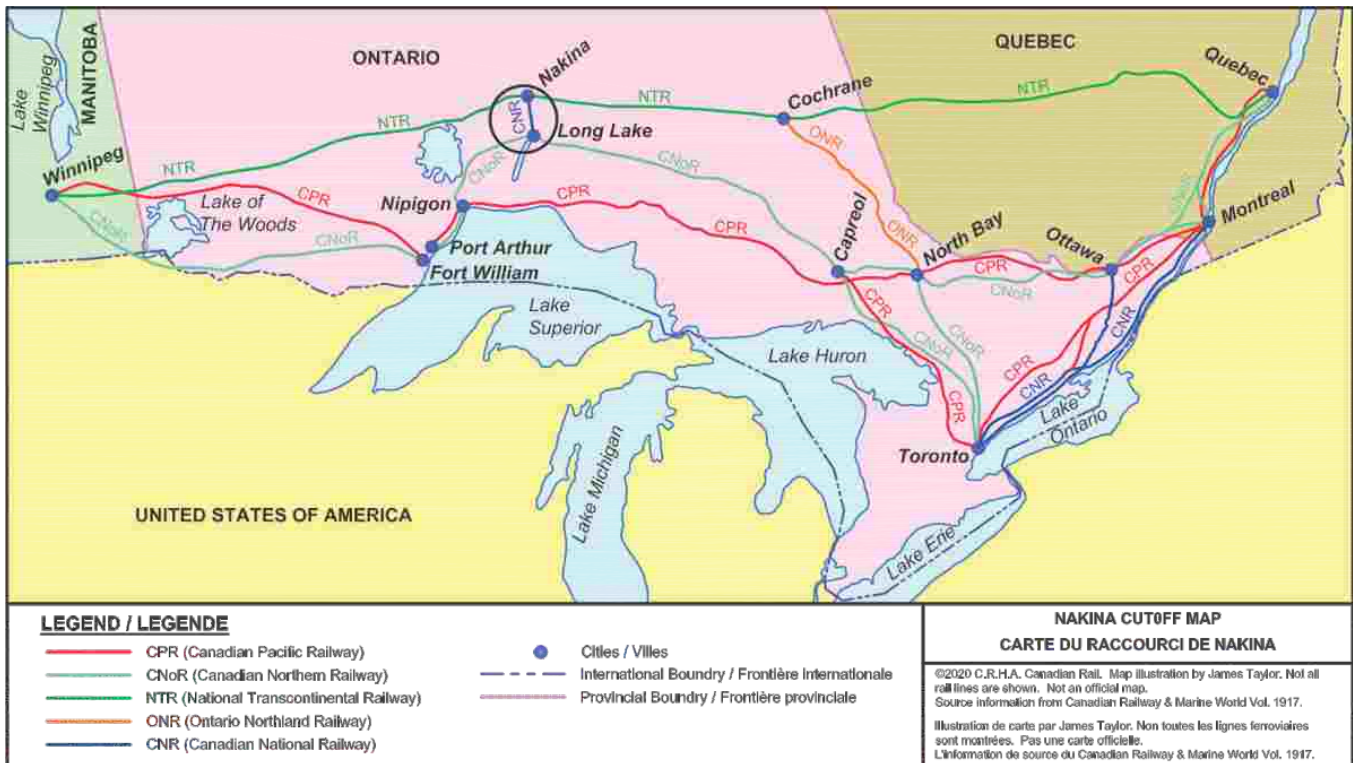 ONTARIO
QUEBEC
MANITOBA
Lake
Winnipeg
Nakina
Cochrane
Quebec
NTR
NTR
NTR
NTR
CNR
Long Lake
ONR
CNoR
CNoR
Winnipeg
NTR
CPR
Lake of
The Woods
Nipigon
CPR
CNoR
CNoR
Port Arthur
Fort William
CPR
Capreol
ONR
North Bay
Ottawa
Montreal
CNoR
CPR
CNoR
CPR
CNR
Lake
Superior
Lake Huron
CPR
CNoR
CNoR
CPR
CNR
CPR
Lake
Ontario
Toronto
Lake Michigan
Lake Erie
UNITED STATES OF AMERICA
LEGEND / LEGENDE
CPR (Canadian Pacific Railway)
CNoR (Canadian Northern Railway)
NTR (National Transcontinental Railway)
ONR (Ontario Northland Railway)
CNR (Canadian National Railway)
Cities / Villes
International Boundry / Frontière Internationale
Provincial Boundry / Frontière provinciale
NAKINA CUTOFF MAP
CARTE DU RACCOURCI DE NAKINA
©2020 C.R.H.A. Canadian Rail. Map illustration by James Taylor. Not all
rail lines are shown. Not an official map.
Source information from Canadian Railway & Marine World Vol. 1917.
Illustration de carte par James Taylor. Non toutes les lignes ferroviaires
sont montrées. Pas une carte officielle.
L'information de source du Canadian Railway & Marine World Vol. 1917.